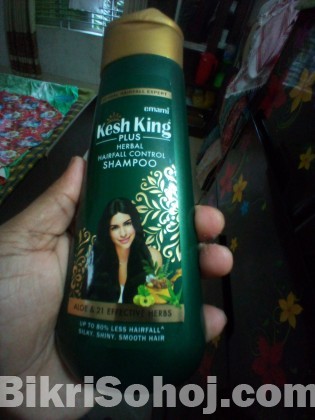 emami
Kesh King
PLUS
HERBAL
HAIRFALL CONTROL
SHAMPOO
ALOE & 21 EFFECTIVE HERBS
UP TO 80% LESS HAIRFALL^
SILKY, SHINY, SMOOTH HAIR
BikriSohoj.com